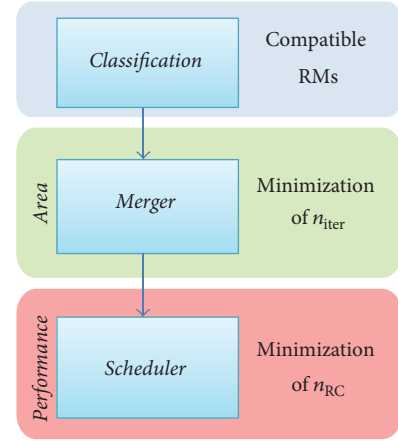 Classification
Compatible
RMs
Area
Merger
Minimization
of n_iter
Performance
Scheduler
Minimization
of n_RC